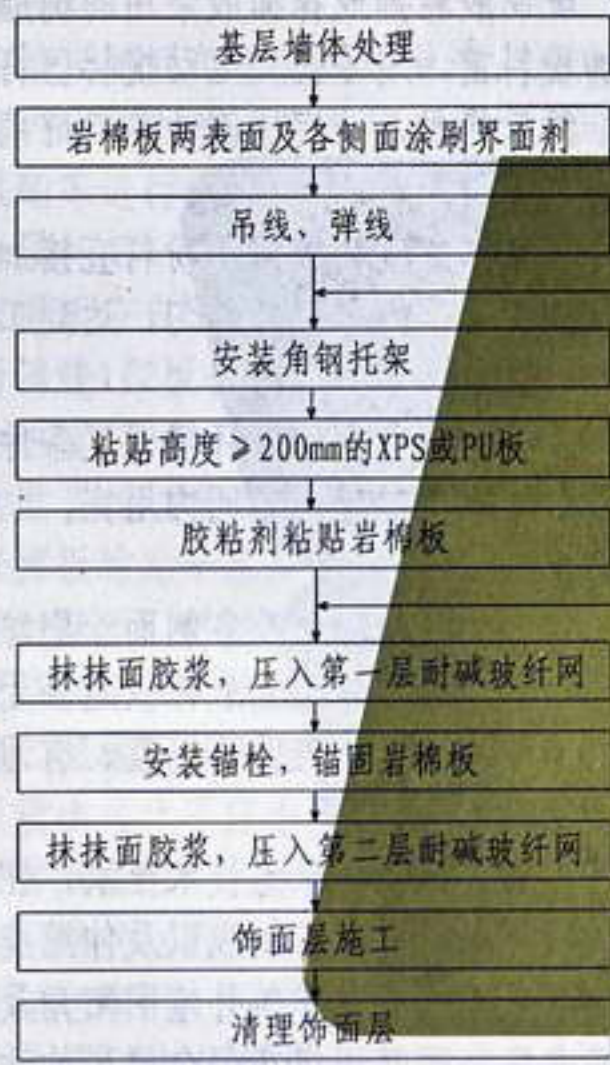 基层墙体处理
岩棉板两表面及各侧面涂刷界面剂
吊线、弹线
安装角钢托架
粘贴高度≥200mm的XPS或PU板
胶粘剂粘贴岩棉板
抹抹面胶浆，压入第一层耐碱玻纤网
安装锚栓，锚固岩棉板
抹抹面胶浆，压入第二层耐碱玻纤网
饰面层施工
清理饰面层